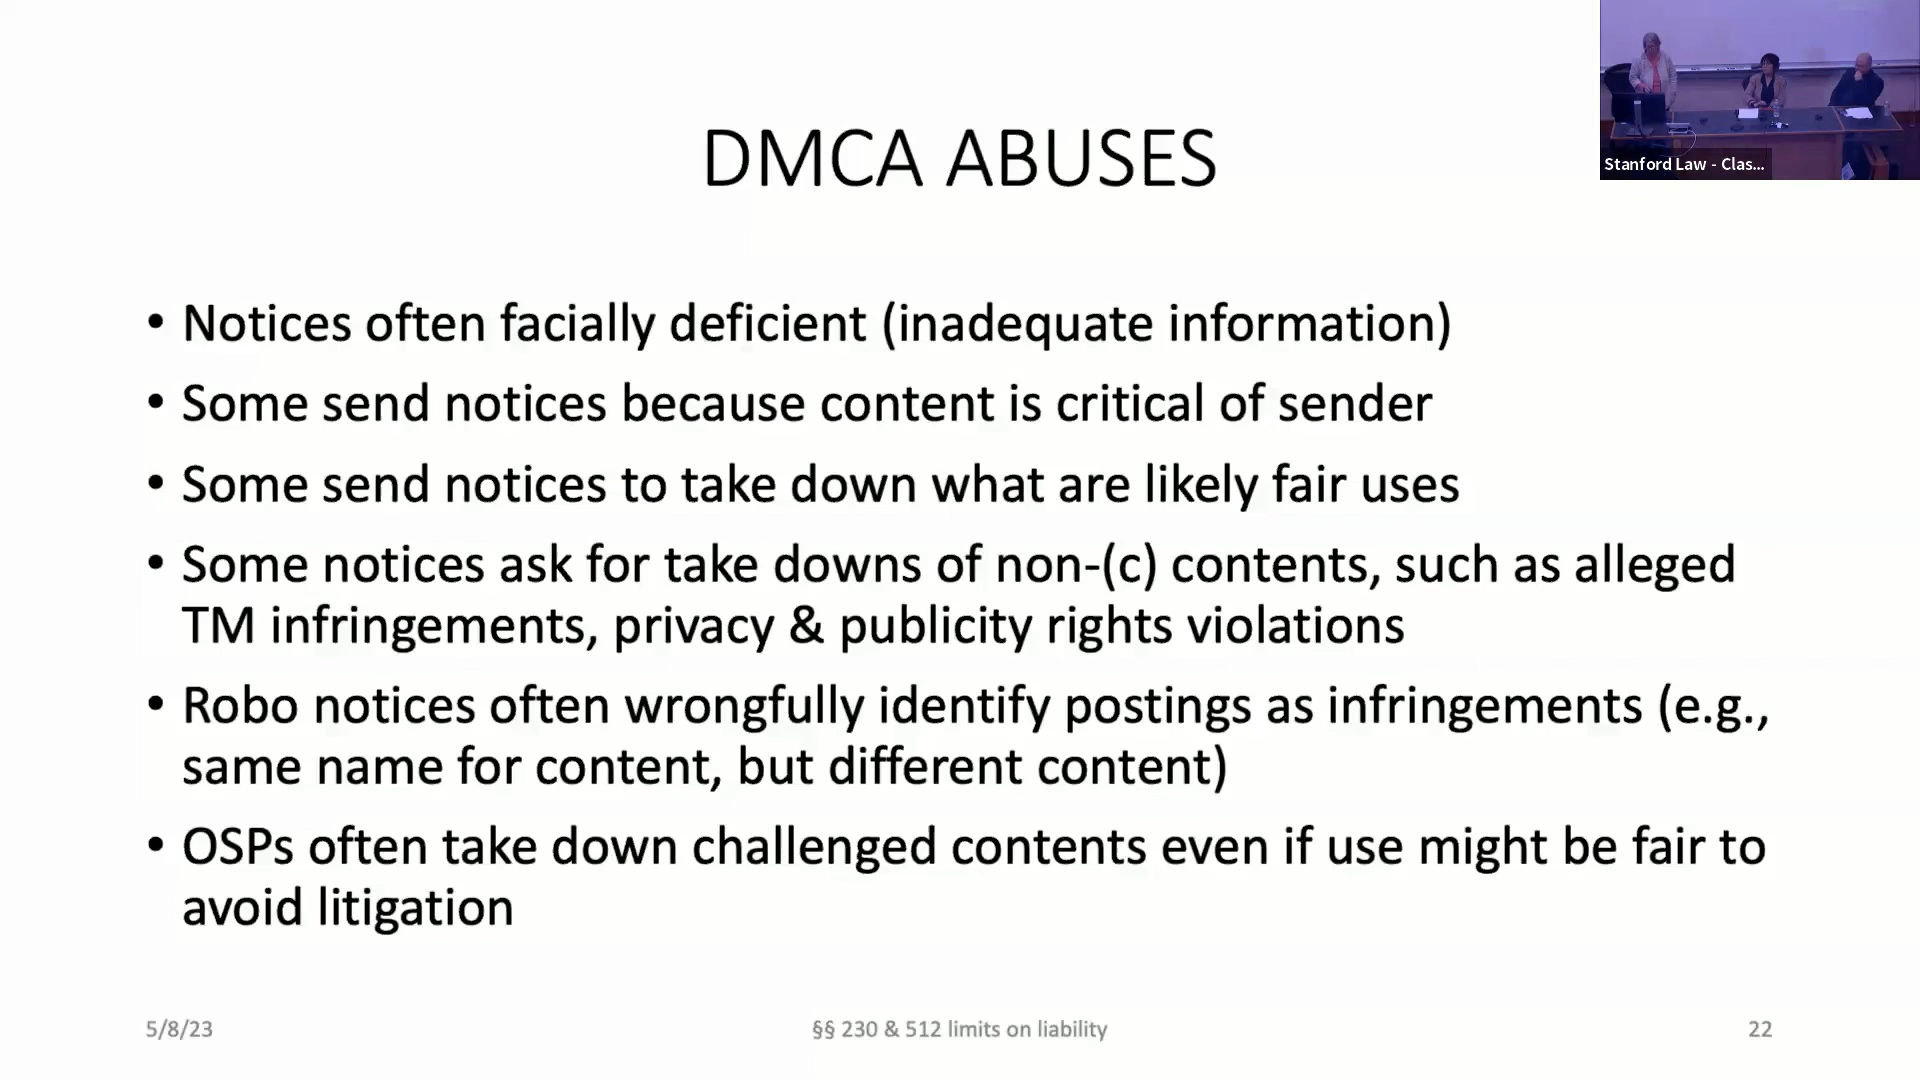 Stanford Law - Clas...
DMCA ABUSES
• Notices often facially deficient (inadequate information)
• Some send notices because content is critical of sender
• Some send notices to take down what are likely fair uses
• Some notices ask for take downs of non-(c) contents, such as alleged
TM infringements, privacy & publicity rights violations
• Robo notices often wrongfully identify postings as infringements (e.g.,
same name for content, but different content)
• OSPs often take down challenged contents even if use might be fair to
avoid litigation
5/8/23
§§ 230 & 512 limits on liability
22